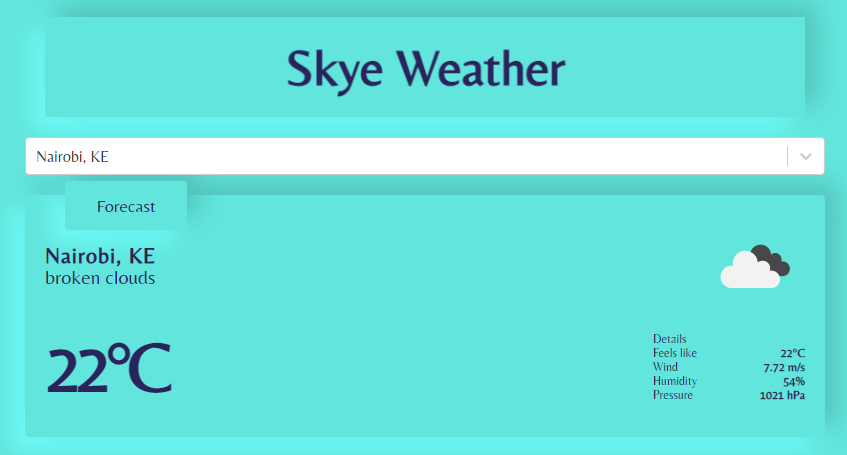 Skye Weather
Nairobi, KE
Forecast
Nairobi, KE
broken clouds
22°C
Details
Feels like 22°C
Wind 7.72 m/s
Humidity 54%
Pressure 1021 hPa